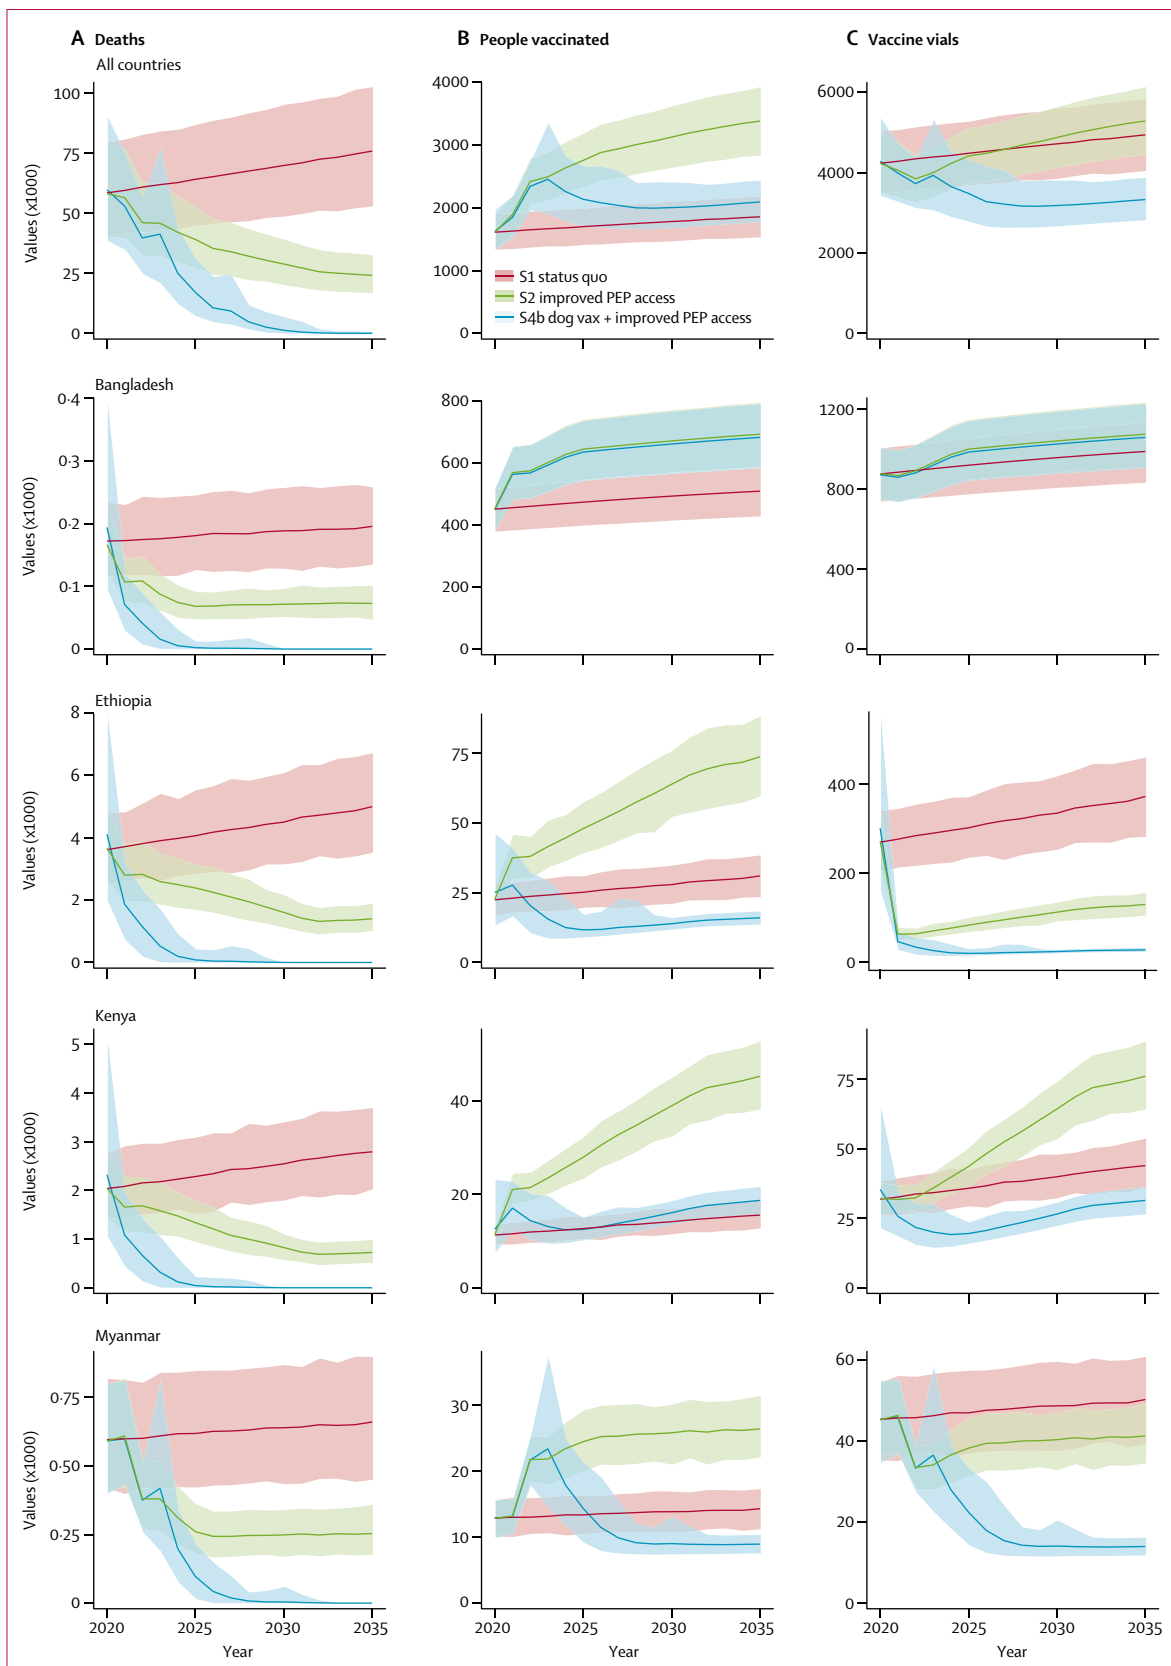 A Deaths
B People vaccinated
C Vaccine vials
All countries
Values (×1000)
100
75
50
25
0
4000
3000
2000
1000
0
S1 status quo
S2 improved PEP access
S4b dog vax + improved PEP access
6000
4000
2000
0
Bangladesh
Values (×1000)
0·4
0·3
0·2
0·1
0
800
600
400
200
0
1200
800
400
0
Ethiopia
Values (×1000)
8
6
4
2
0
75
50
25
0
400
200
0
Kenya
Values (×1000)
5
4
3
2
1
0
40
20
0
75
50
25
0
Myanmar
Values (×1000)
0·75
0·50
0·25
0
30
20
10
0
60
40
20
0
2020 2025 2030 2035
Year
2020 2025 2030 2035
Year
2020 2025 2030 2035
Year